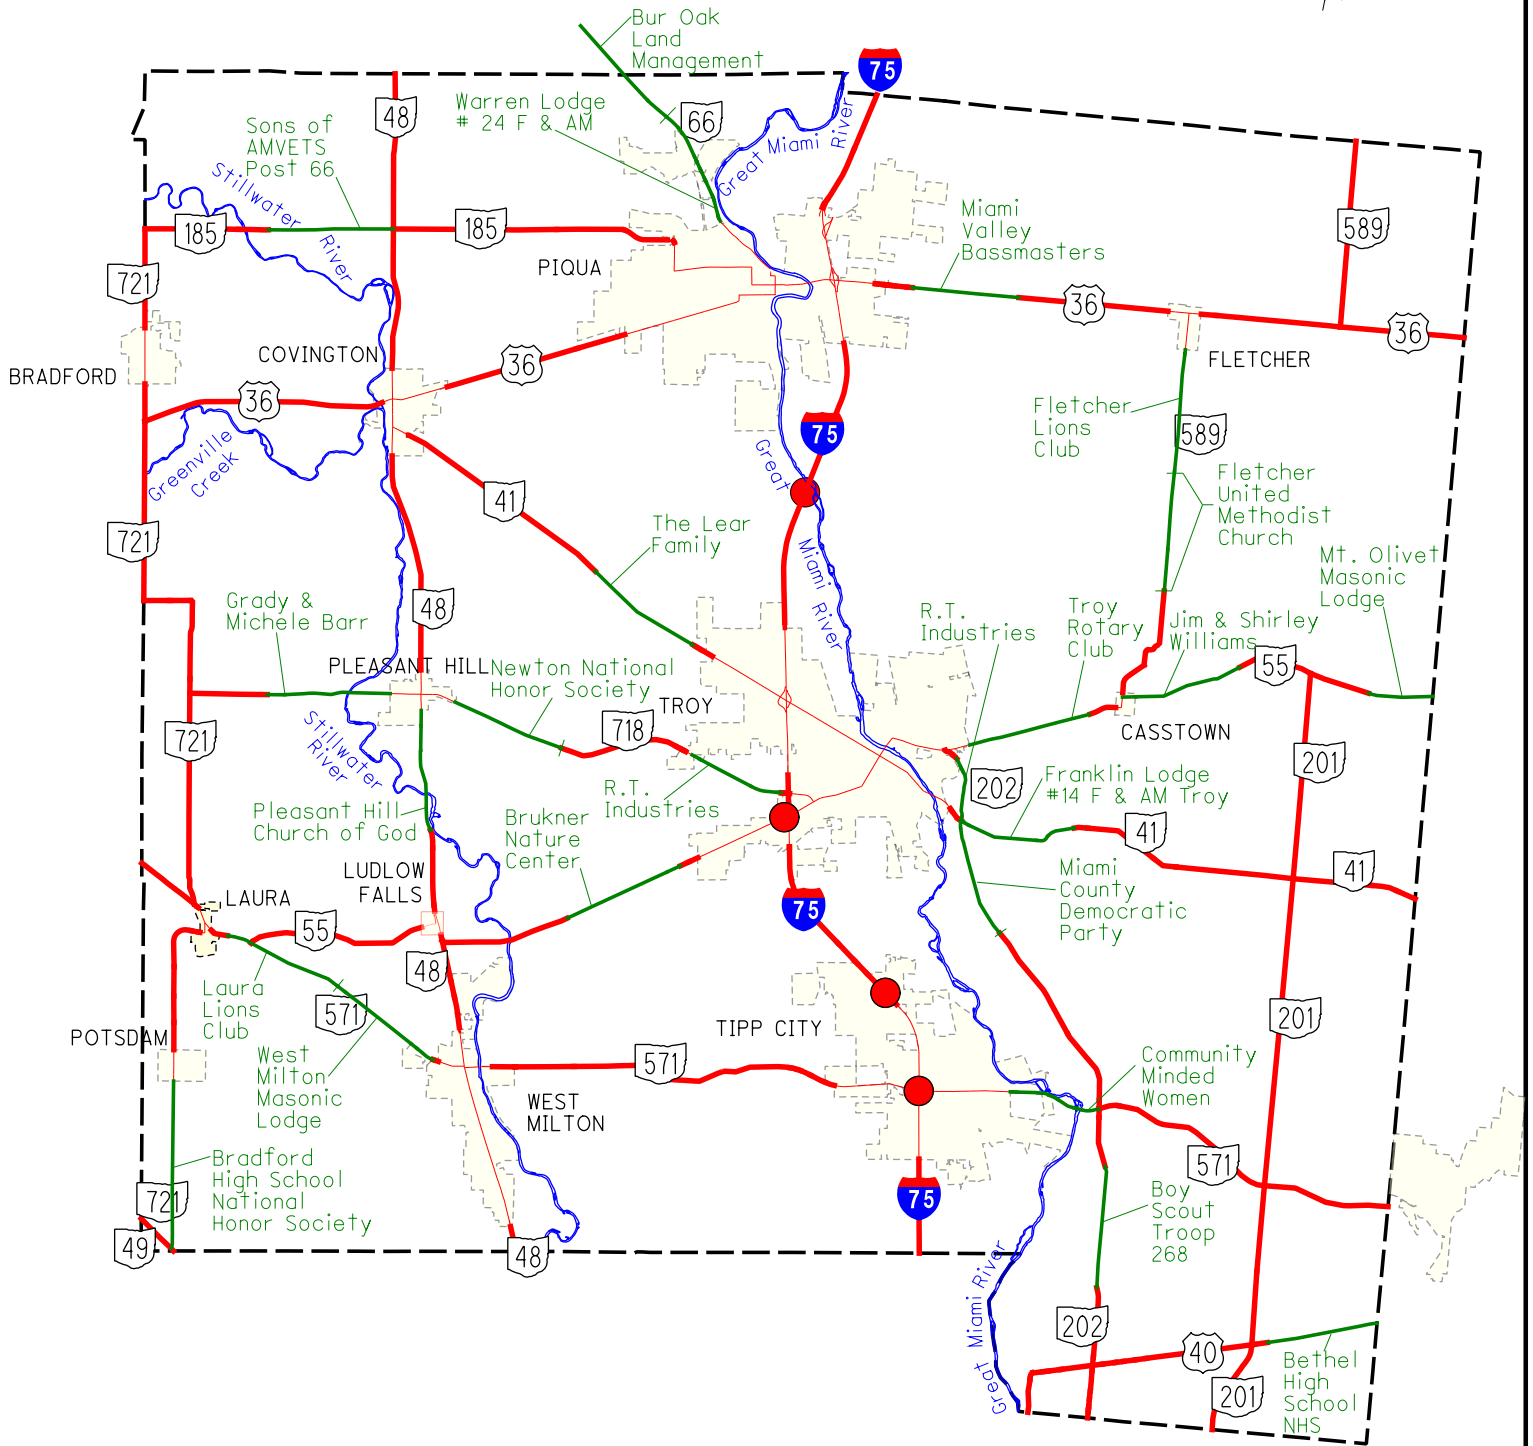 Bur Oak
Land
Management
75
48
Warren Lodge
# 24 F & AM
66
Sons of
AMVETS
Post 66
Great Miami River
Stillwater River
185
185
Miami
Valley
Bassmasters
589
721
PIQUA
36
36
COVINGTON
36
FLETCHER
BRADFORD
36
Fletcher
Lions
Club
75
589
Greenville
Creek
Great Miami River
Fletcher
United
Methodist
Church
41
The Lear
Family
721
Mt. Olivet
Masonic
Lodge
Grady &
Michele Barr
48
R.T.
Industries
Troy
Rotary
Club
Jim & Shirley
Williams
55
PLEASANT HILL
Newton National
Honor Society
TROY
718
CASSTOWN
721
Stillwater
River
201
202
Franklin Lodge
#14 F & AM Troy
R.T.
Industries
Pleasant Hill
Church of God
Brukner
Nature
Center
41
LUDLOW
FALLS
41
Miami
County
Democratic
Party
LAURA
75
55
48
Laura
Lions
Club
571
201
TIPP CITY
POTSDAM
West
Milton
Masonic
Lodge
571
Community
Minded
Women
WEST
MILTON
Bradford
High School
National
Honor Society
571
721
75
Boy
Scout
Troop
268
49
48
Great Miami River
202
40
Bethel
High
School
NHS
201